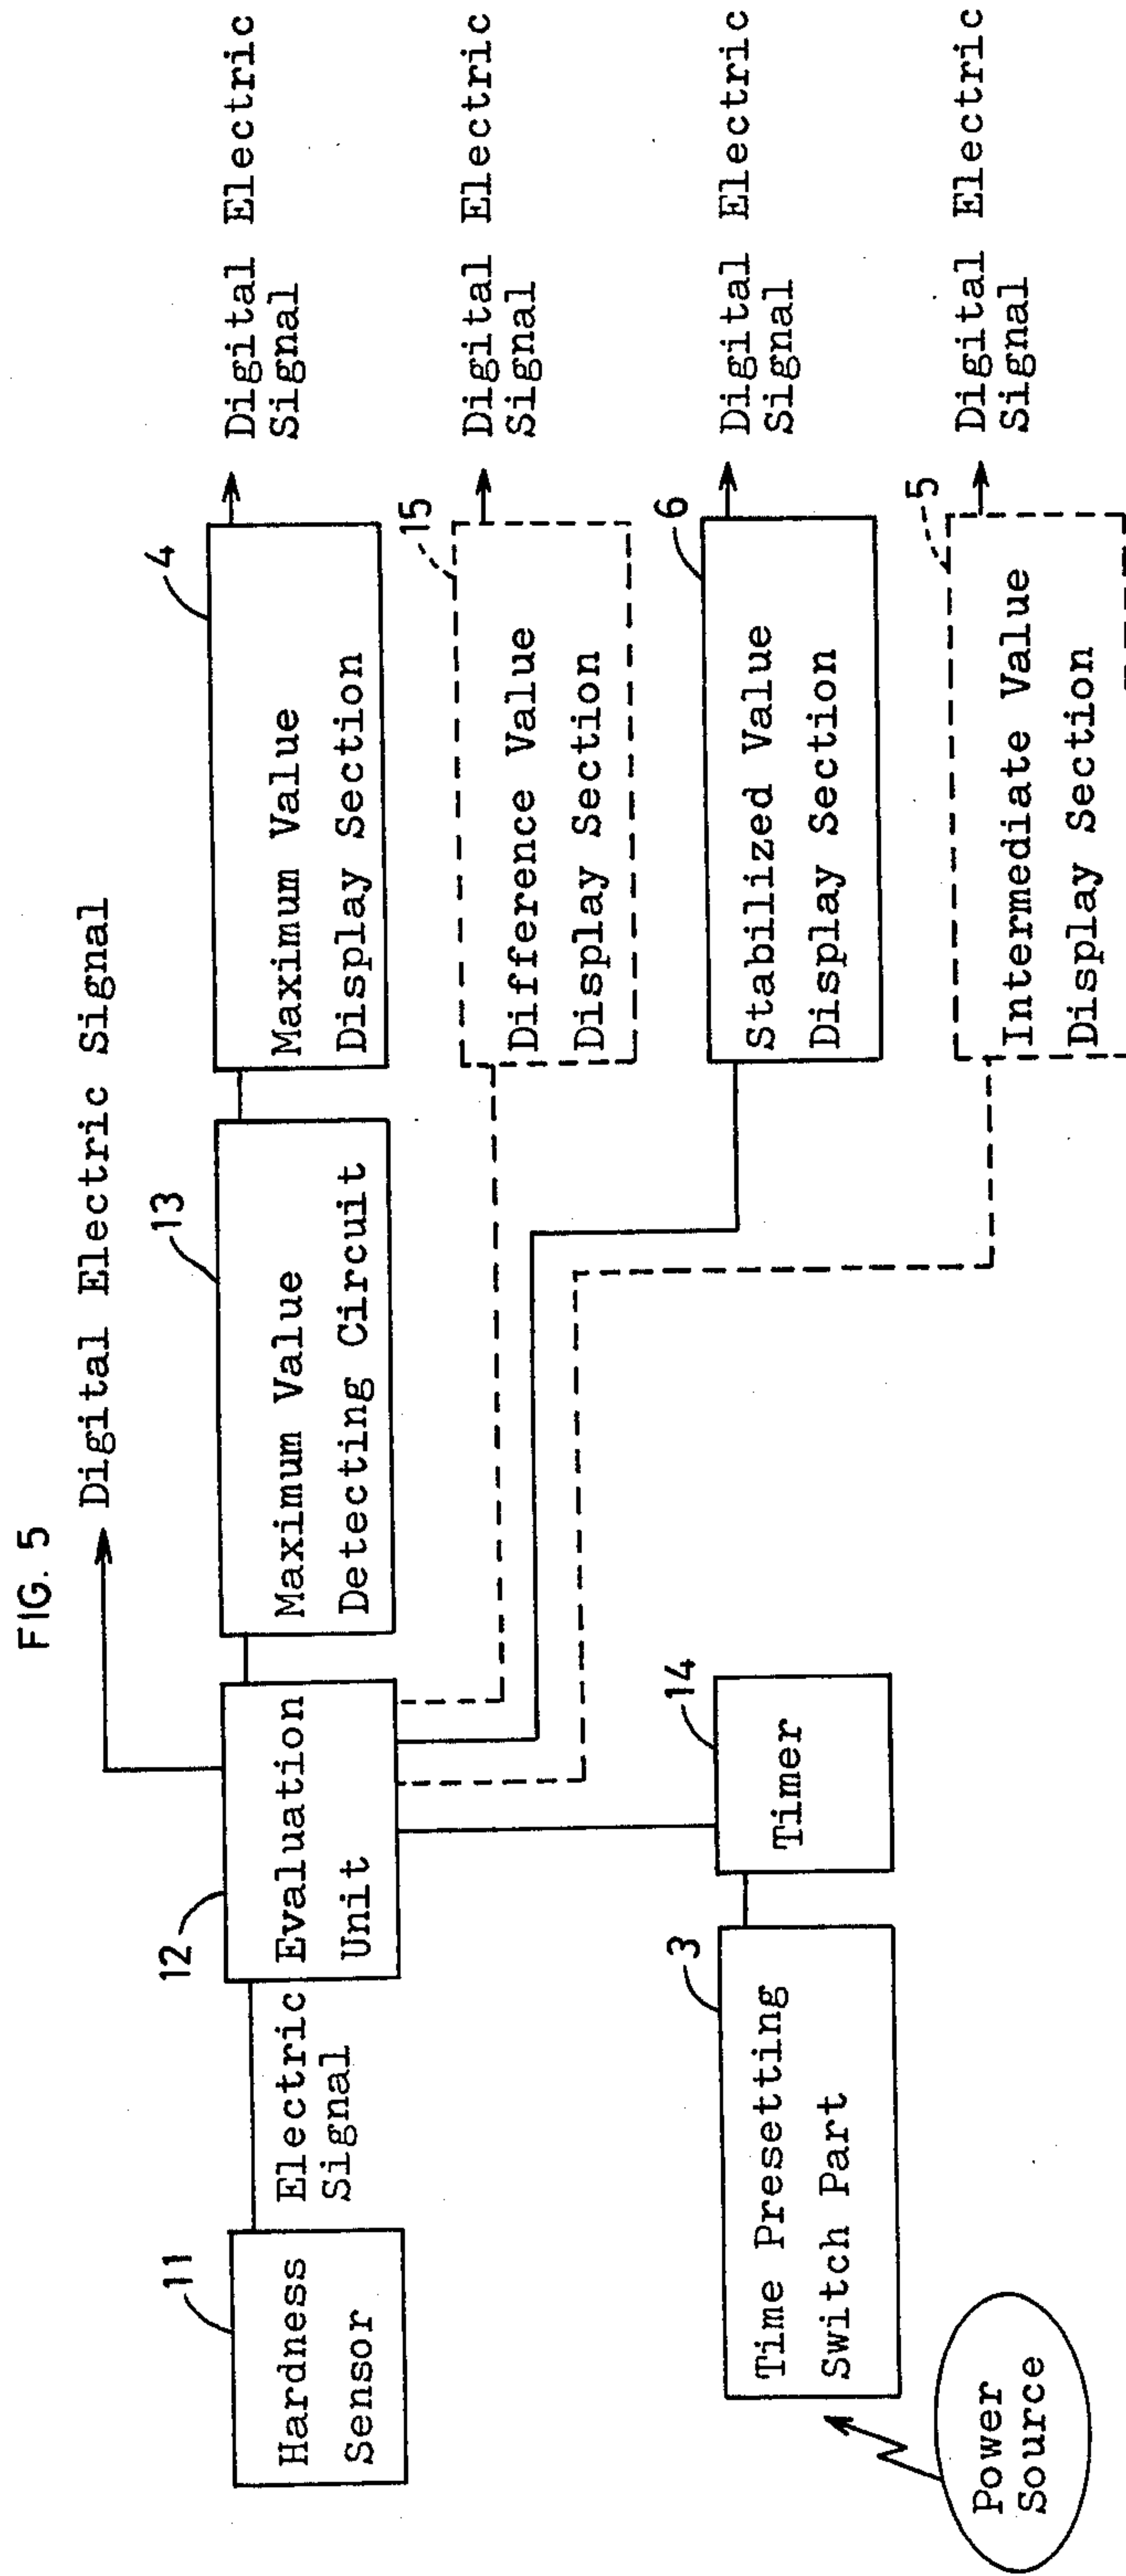 FIG. 5
Digital Electric Signal
11
Hardness
Sensor
Electric
Signal
12
Evaluation
Unit
13
Maximum Value
Detecting Circuit
4
Maximum Value
Display Section
Digital Electric
Signal
15
Difference Value
Display Section
Digital Electric
Signal
6
Stabilized Value
Display Section
Digital Electric
Signal
5
Intermediate Value
Display Section
Digital Electric
Signal
14
Timer
3
Time Presetting
Switch Part
Power
Source